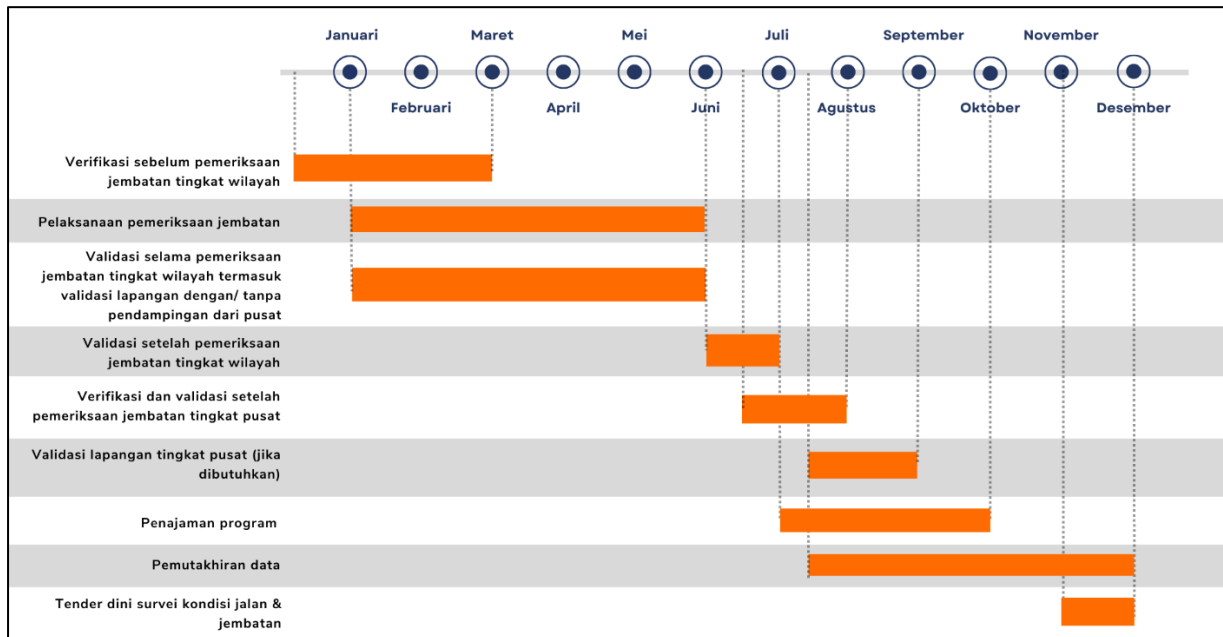 Januari
Maret
Mei
Juli
September
November
Februari
April
Juni
Agustus
Oktober
Desember
Verifikasi sebelum pemeriksaan
jembatan tingkat wilayah
Pelaksanaan pemeriksaan jembatan
Validasi selama pemeriksaan
jembatan tingkat wilayah termasuk
validasi lapangan dengan/ tanpa
pendampingan dari pusat
Validasi setelah pemeriksaan
jembatan tingkat wilayah
Verifikasi dan validasi setelah
pemeriksaan jembatan tingkat pusat
Validasi lapangan tingkat pusat (jika
dibutuhkan)
Penajaman program
Pemutakhiran data
Tender dini survei kondisi jalan &
jembatan